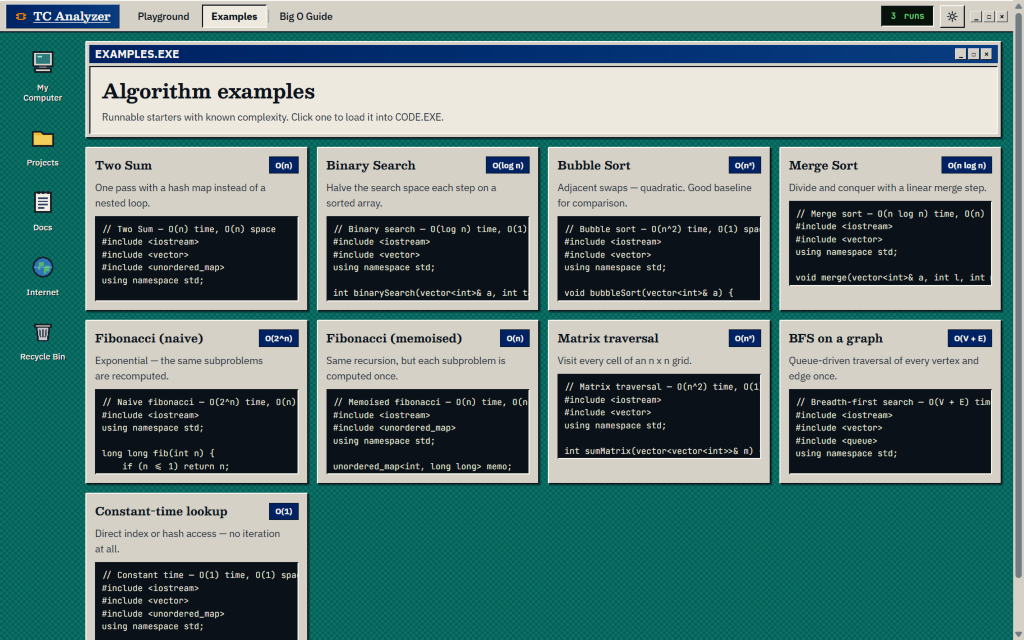 TC Analyzer
Playground
Examples
Big O Guide
3 runs
My
Computer
Projects
Docs
Internet
Recycle Bin
EXAMPLES.EXE
Algorithm examples
Runnable starters with known complexity. Click one to load it into CODE.EXE.
Two Sum
O(n)
One pass with a hash map instead of a
nested loop.
// Two Sum — O(n) time, O(n) space
#include <iostream>
#include <vector>
#include <unordered_map>
using namespace std;
Binary Search
O(log n)
Halve the search space each step on a
sorted array.
// Binary search — O(log n) time, O(1)
#include <iostream>
#include <vector>
using namespace std;
int binarySearch(vector<int>& a, int t
Bubble Sort
O(n²)
Adjacent swaps — quadratic. Good baseline
for comparison.
// Bubble sort — O(n^2) time, O(1) spa
#include <iostream>
#include <vector>
using namespace std;
void bubbleSort(vector<int>& a) {
Merge Sort
O(n log n)
Divide and conquer with a linear merge step.
// Merge sort — O(n log n) time, O(n)
#include <iostream>
#include <vector>
using namespace std;
void merge(vector<int>& a, int l, int
Fibonacci (naive)
O(2^n)
Exponential — the same subproblems
are recomputed.
// Naive fibonacci — O(2^n) time, O(n)
#include <iostream>
using namespace std;
long long fib(int n) {
if (n <= 1) return n;
Fibonacci (memoised)
O(n)
Same recursion, but each subproblem is
computed once.
// Memoised fibonacci — O(n) time, O(n
#include <iostream>
#include <unordered_map>
using namespace std;
unordered_map<int, long long> memo;
Matrix traversal
O(n²)
Visit every cell of an n x n grid.
// Matrix traversal — O(n^2) time, O(1
#include <iostream>
#include <vector>
using namespace std;
int sumMatrix(vector<vector<int>>& m)
BFS on a graph
O(V + E)
Queue-driven traversal of every vertex and
edge once.
// Breadth-first search — O(V + E) tim
#include <iostream>
#include <vector>
#include <queue>
using namespace std;
Constant-time lookup
O(1)
Direct index or hash access — no iteration
at all.
// Constant time — O(1) time, O(1) spa
#include <iostream>
#include <vector>
#include <unordered_map>
using namespace std;